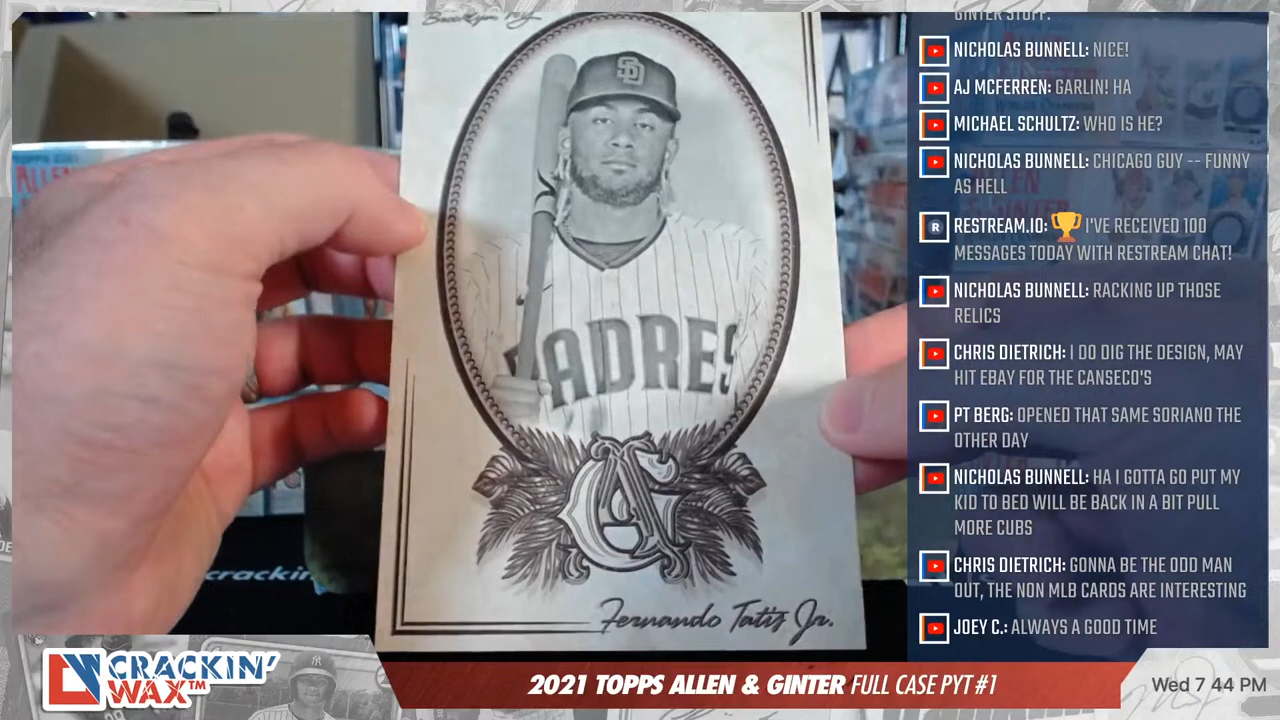 SD
PADRES
Fernando Tatis Jr.
crackin
GINTER STUFF.
NICHOLAS BUNNELL: NICE!
AJ MCFERREN: GARLIN! HA
MICHAEL SCHULTZ: WHO IS HE?
NICHOLAS BUNNELL: CHICAGO GUY -- FUNNY
AS HELL
RESTREAM.IO: 🏆 I'VE RECEIVED 100
MESSAGES TODAY WITH RESTREAM CHAT!
NICHOLAS BUNNELL: RACKING UP THOSE
RELICS
CHRIS DIETRICH: I DO DIG THE DESIGN, MAY
HIT EBAY FOR THE CANSECO'S
PT BERG: OPENED THAT SAME SORIANO THE
OTHER DAY
NICHOLAS BUNNELL: HA I GOTTA GO PUT MY
KID TO BED WILL BE BACK IN A BIT PULL
MORE CUBS
CHRIS DIETRICH: GONNA BE THE ODD MAN
OUT, THE NON MLB CARDS ARE INTERESTING
JOEY C.: ALWAYS A GOOD TIME
CRACKIN'
WAX™
2021 TOPPS ALLEN & GINTER FULL CASE PYT #1
Wed 7 44 PM